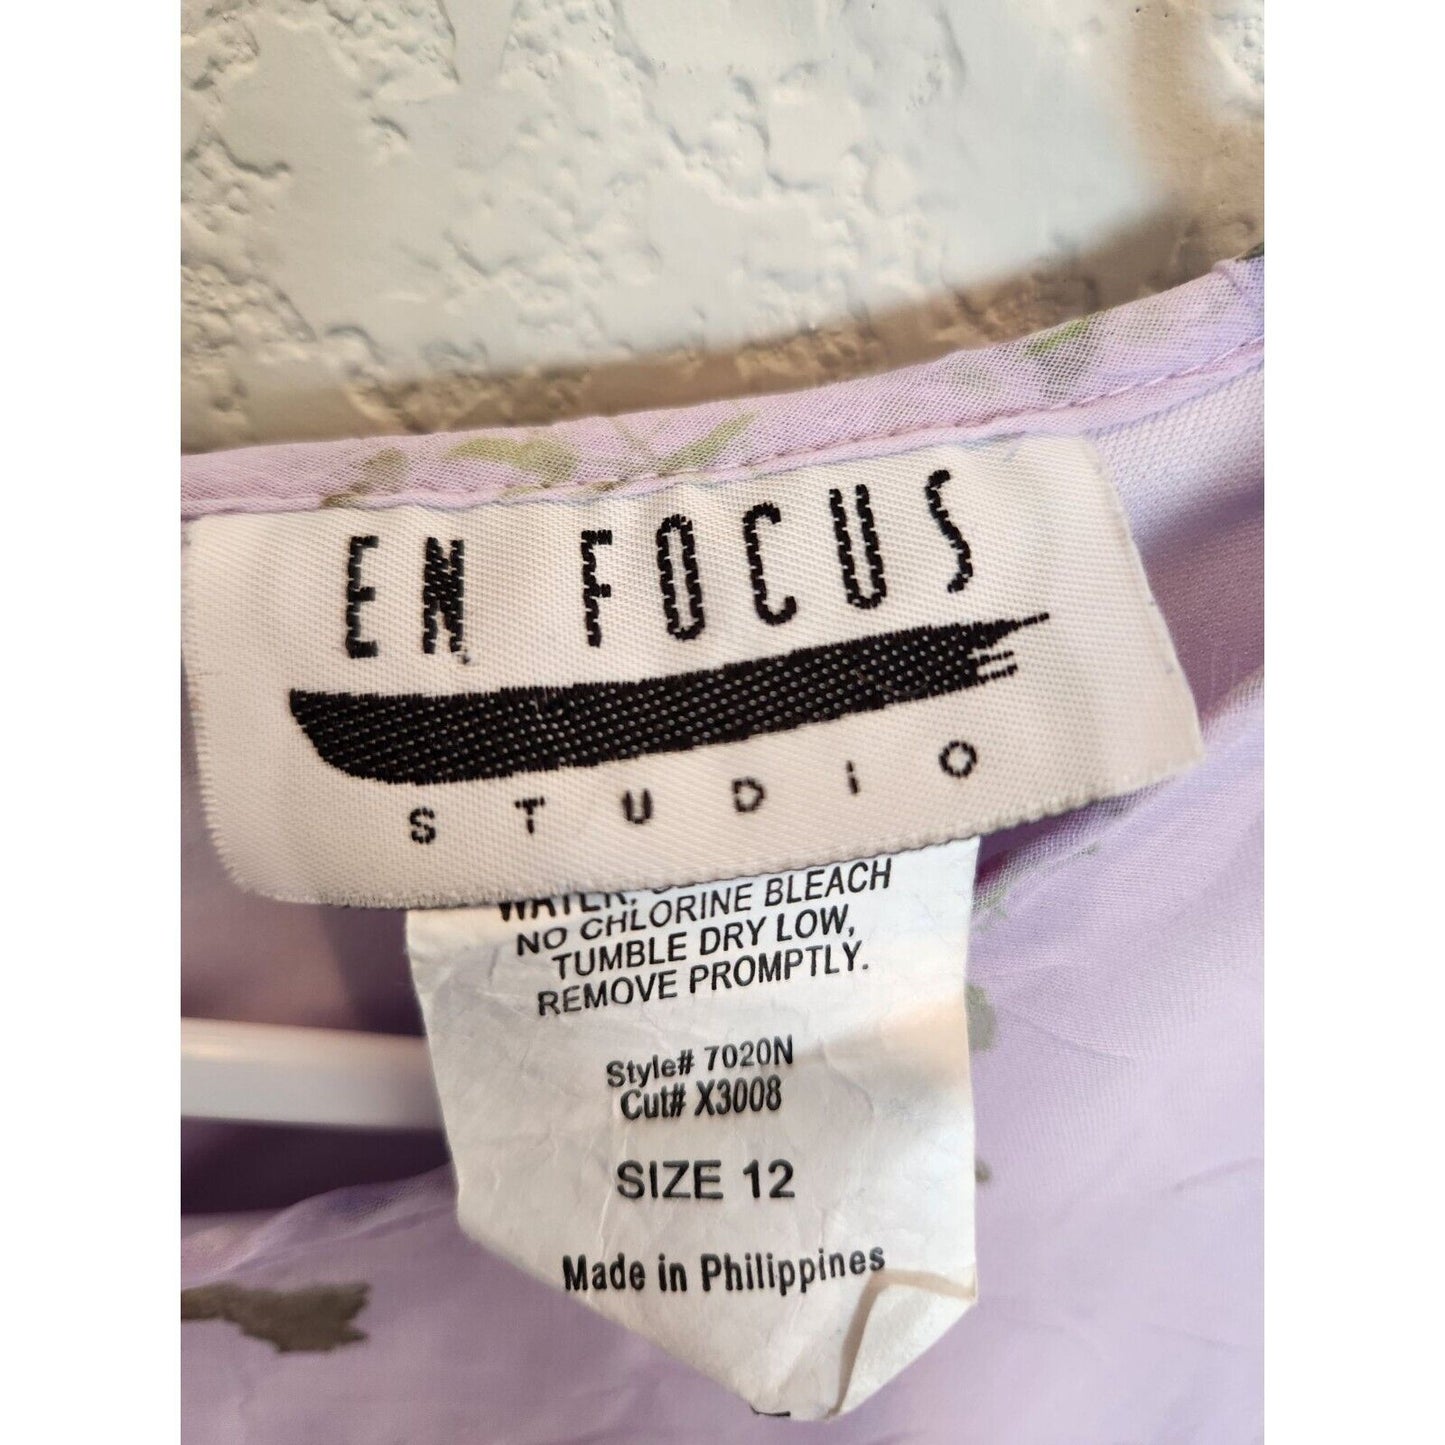 EN FOCUS
STUDiO
WATER,
NO CHLORINE BLEACH
TUMBLE DRY LOW,
REMOVE PROMPTLY.
Style# 7020N
Cut# X3008
SIZE 12
Made in Philippines